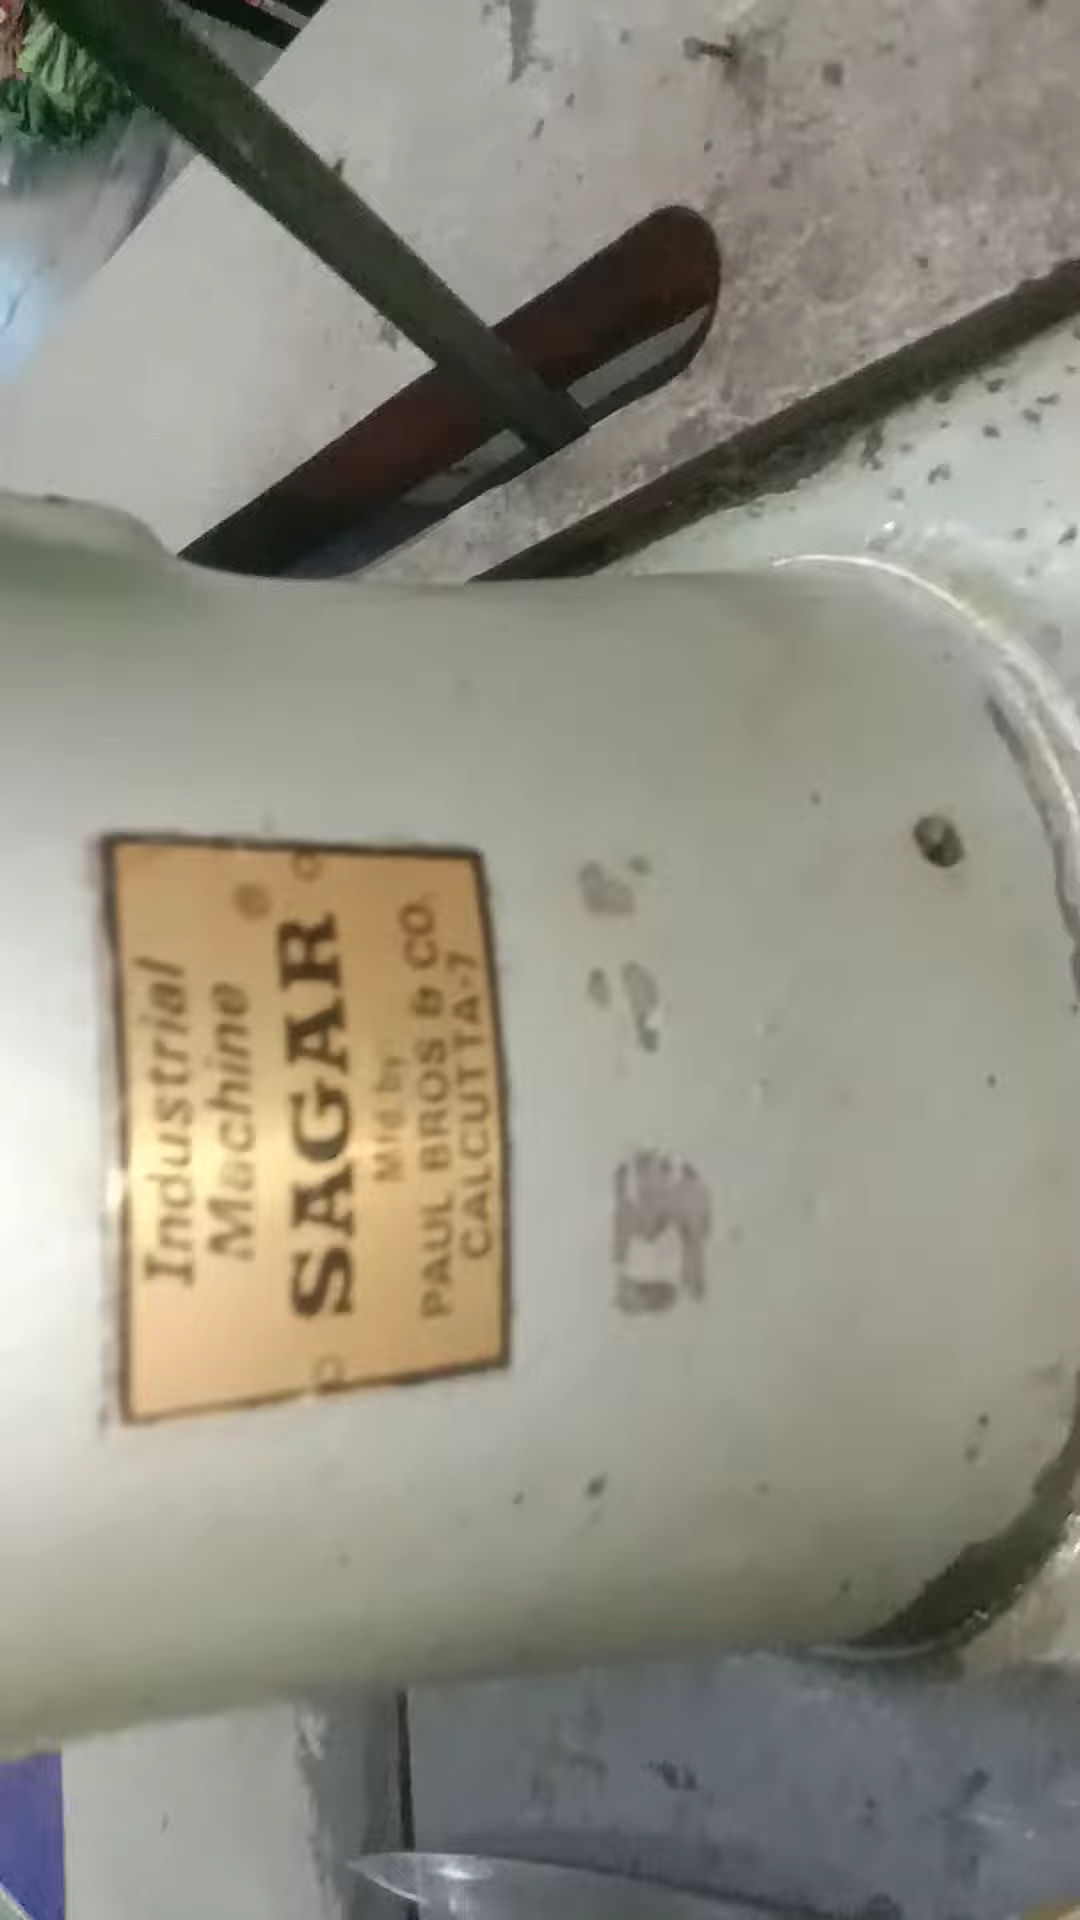 Industrial
Machine
SAGAR ®
Mfd.by
PAUL BROS & CO.
CALCUTTA-7